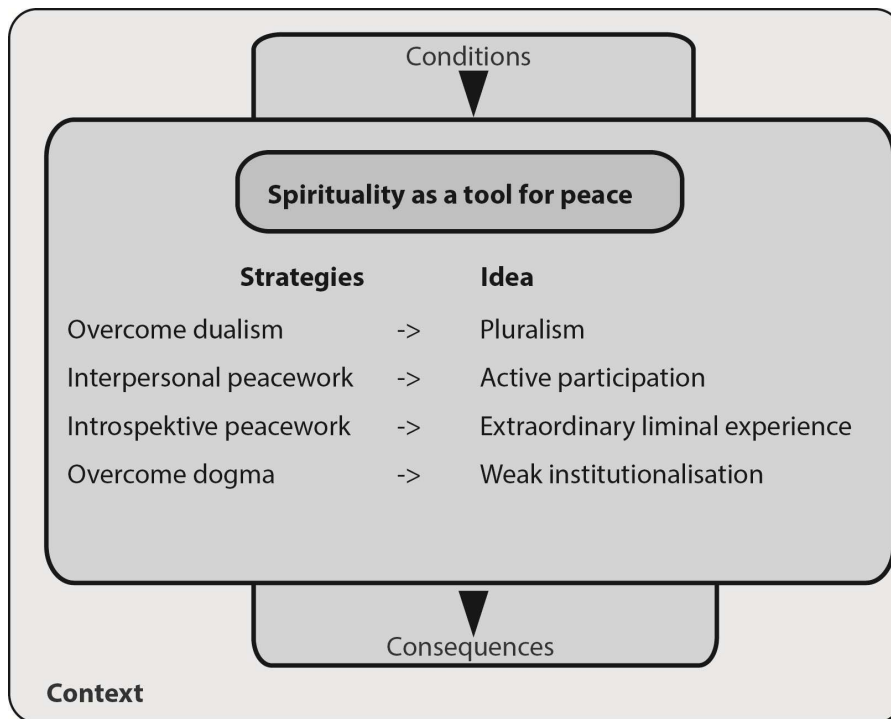 Conditions
Spirituality as a tool for peace
Strategies Idea
Overcome dualism -> Pluralism
Interpersonal peacework -> Active participation
Introspektive peacework -> Extraordinary liminal experience
Overcome dogma -> Weak institutionalisation
Consequences
Context